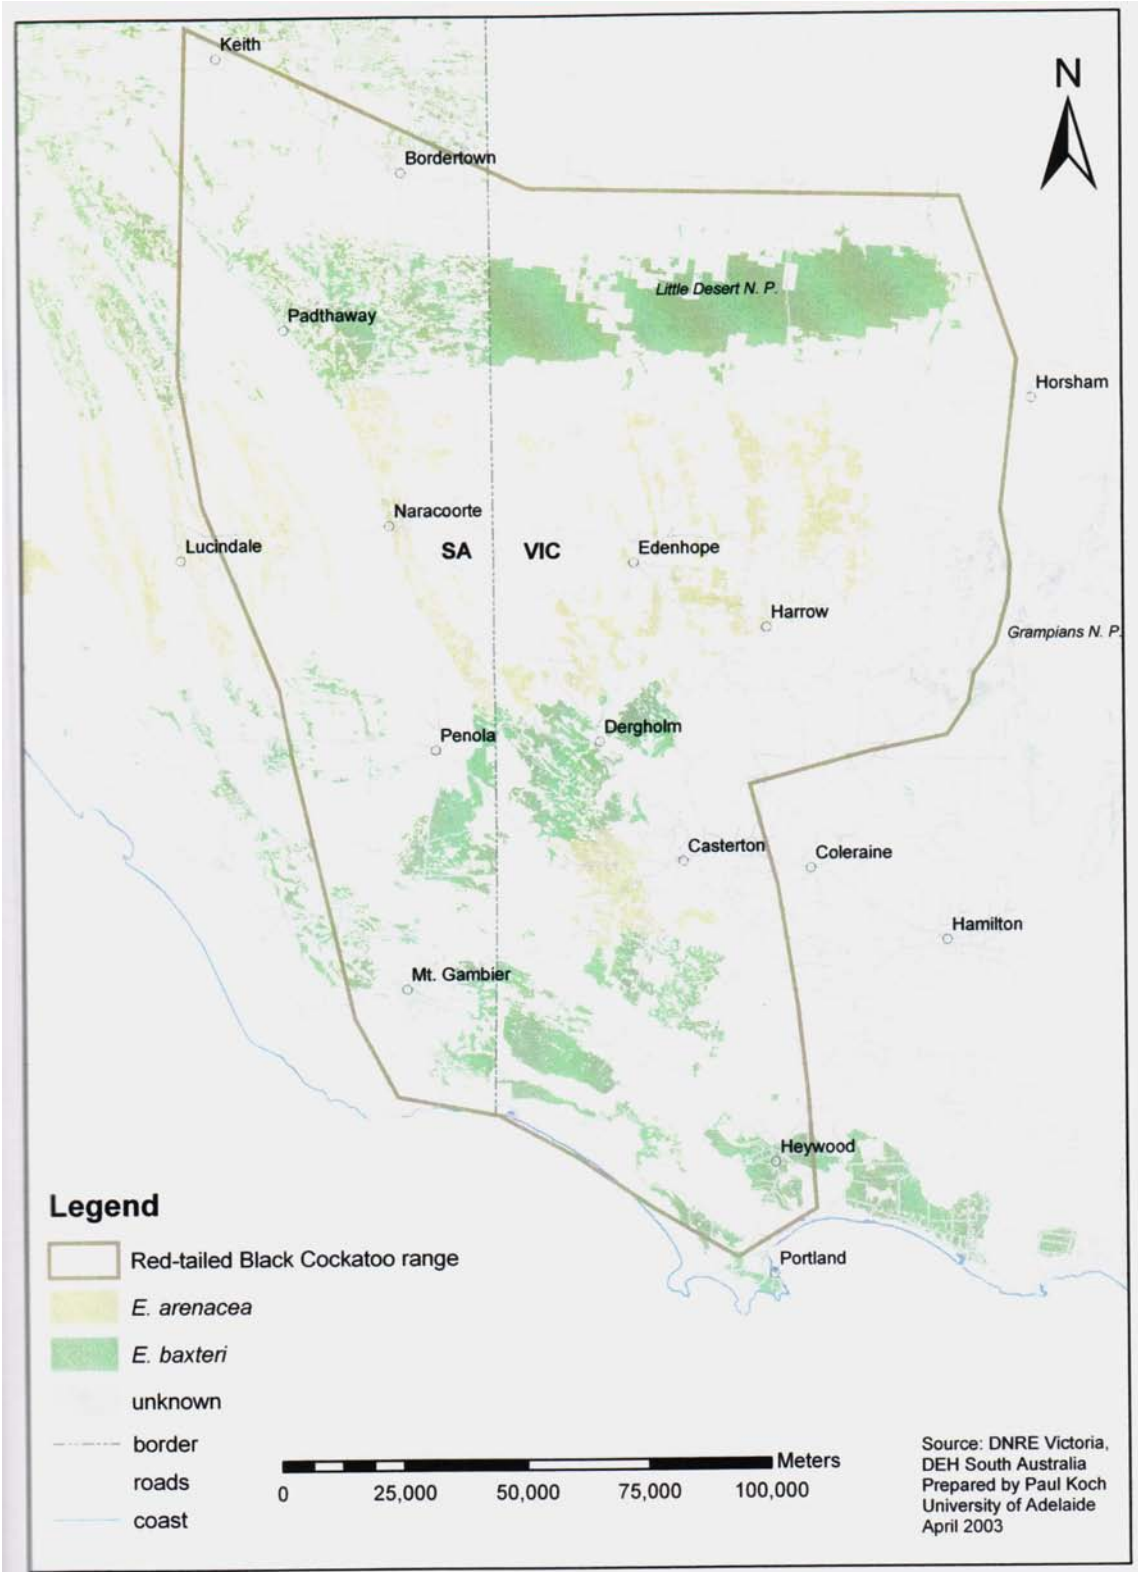 Keith
N
Bordertown
Little Desert N. P.
Padthaway
Horsham
Naracoorte
SA
VIC
Lucindale
Edenhope
Harrow
Grampians N. P.
Penola
Dergholm
Casterton
Coleraine
Hamilton
Mt. Gambier
Heywood
Portland
Legend
Red-tailed Black Cockatoo range
E. arenacea
E. baxteri
unknown
border
roads
coast
Meters
0
25,000
50,000
75,000
100,000
Source: DNRE Victoria,
DEH South Australia
Prepared by Paul Koch
University of Adelaide
April 2003